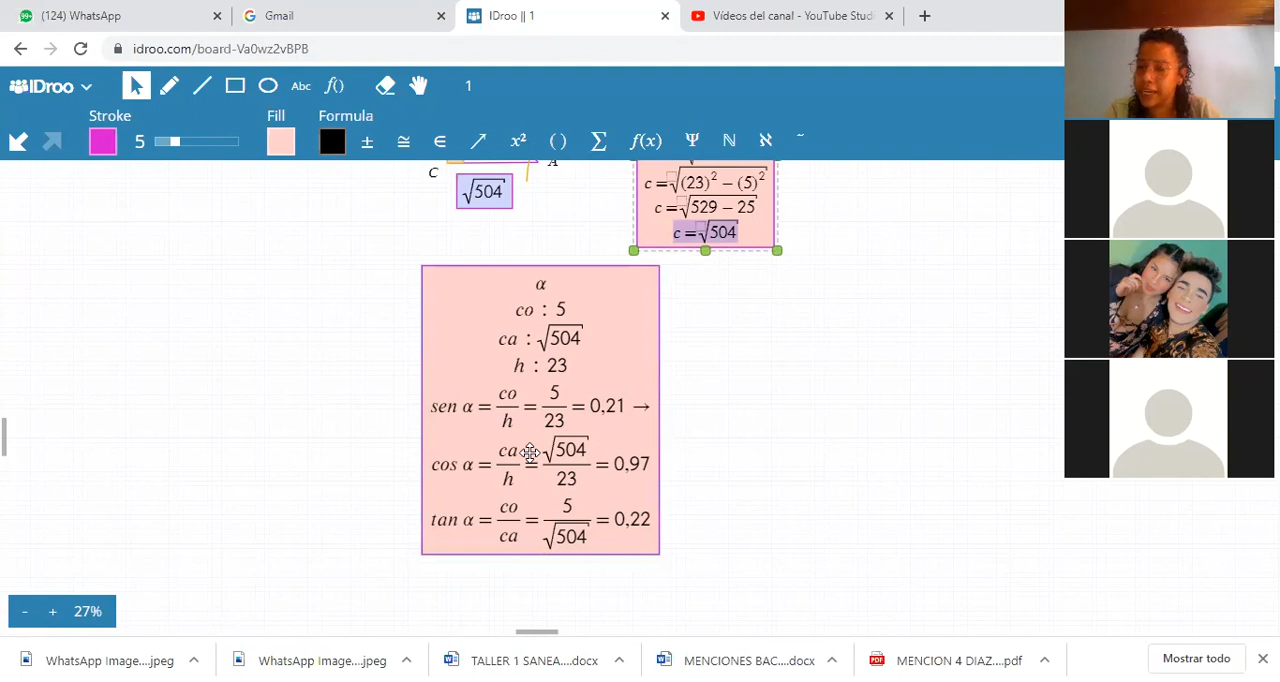 (124) WhatsApp
Gmail
IDroo || 1
Vídeos del canal - YouTube Studi
idroo.com/board-Va0wz2vBPB
IDroo
Abc
f()
1
Stroke
Fill
Formula
5
± ≅ ∈ x² ( ) ∑ f(x) Ψ ℕ ℵ ~
C
A
√504
c = √(23)² − (5)²
c = √529 − 25
c = √504
α
co : 5
ca : √504
h : 23
sen α = co/h = 5/23 = 0,21 →
cos α = ca/h = √504/23 = 0,97
tan α = co/ca = 5/√504 = 0,22
- + 27%
WhatsApp Image....jpeg
WhatsApp Image....jpeg
TALLER 1 SANEA....docx
MENCIONES BAC....docx
MENCION 4 DIAZ....pdf
Mostrar todo